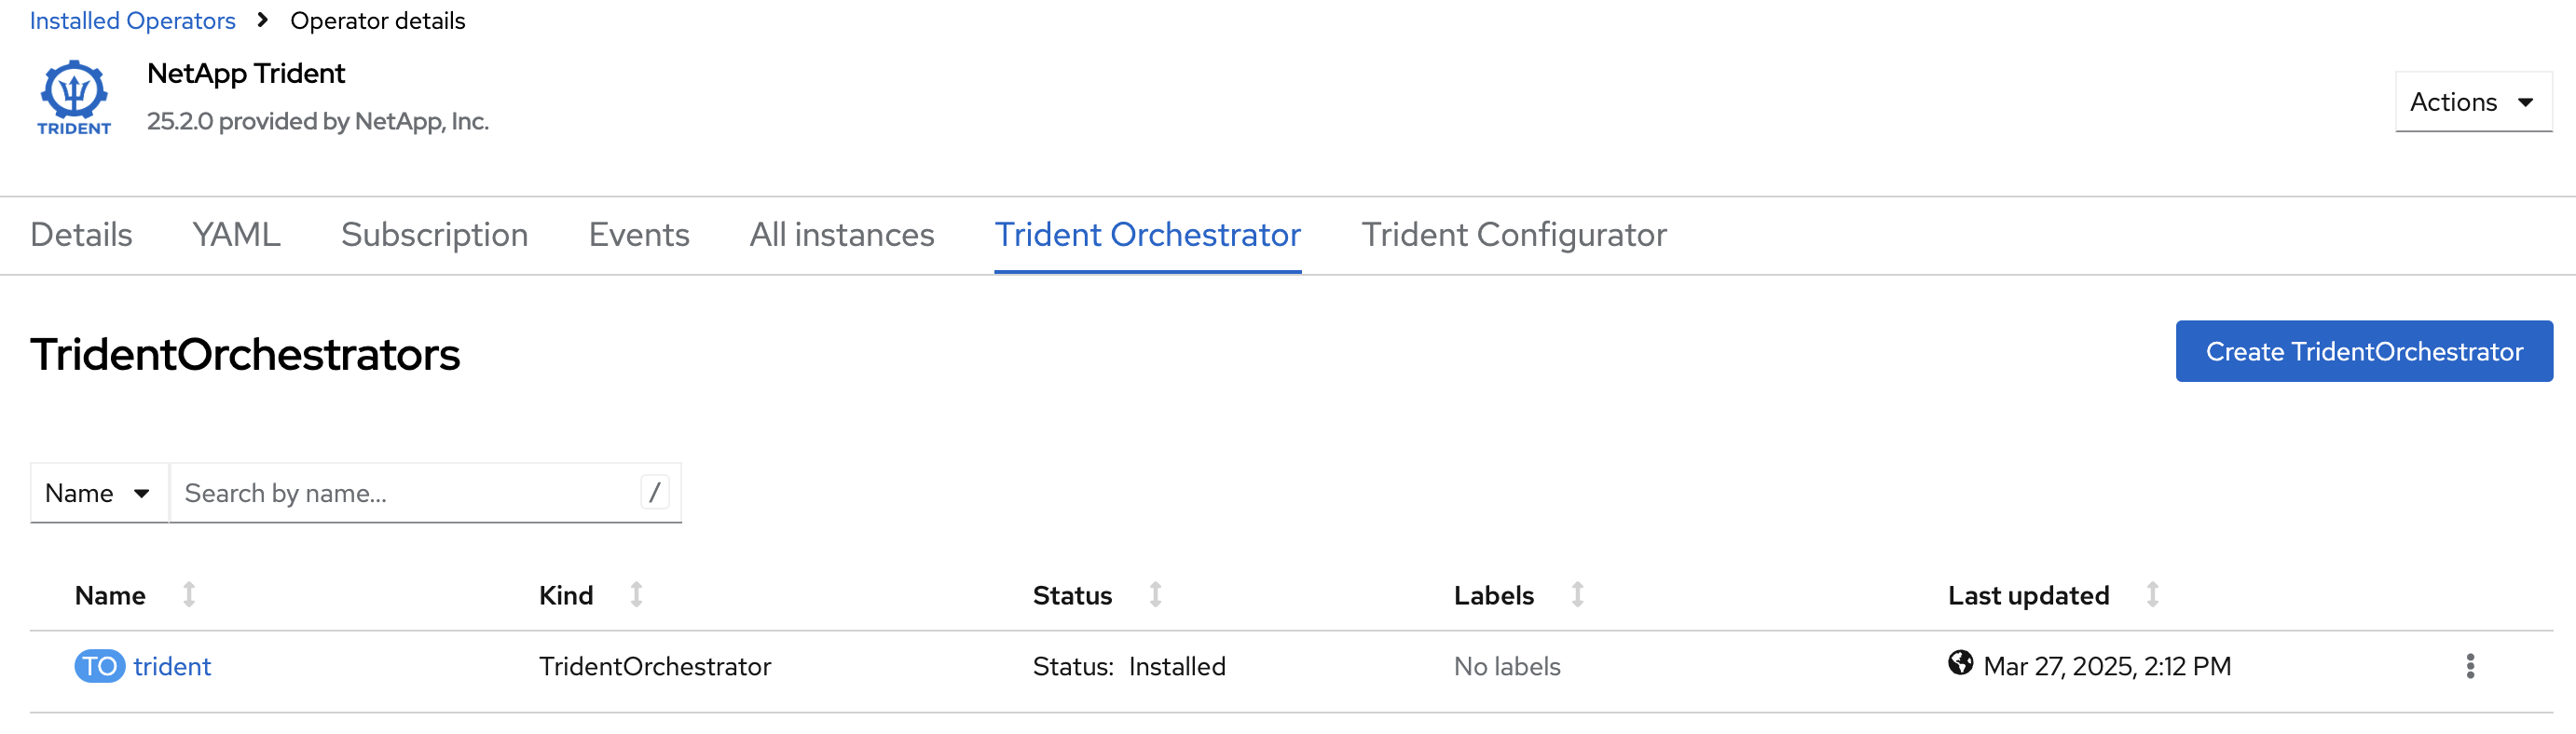 Installed Operators > Operator details
TRIDENT
NetApp Trident
25.2.0 provided by NetApp, Inc.
Actions
Details YAML Subscription Events All instances Trident Orchestrator Trident Configurator
TridentOrchestrators
Create TridentOrchestrator
Name Search by name... /
Name Kind Status Labels Last updated
TO trident TridentOrchestrator Status: Installed No labels Mar 27, 2025, 2:12 PM